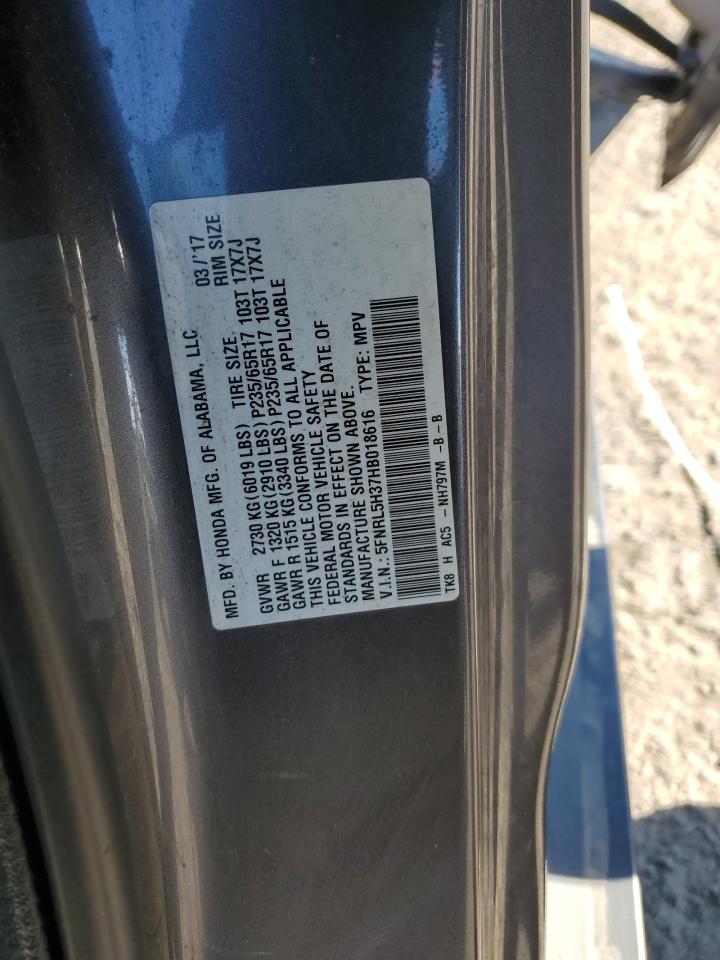 MFD. BY HONDA MFG. OF ALABAMA, LLC 03/'17
GVWR 2730 KG (6019 LBS) TIRE SIZE RIM SIZE
GAWR F 1320 KG (2910 LBS) P235/65R17 103T 17X7J
GAWR R 1515 KG (3340 LBS) P235/65R17 103T 17X7J
THIS VEHICLE CONFORMS TO ALL APPLICABLE
FEDERAL MOTOR VEHICLE SAFETY
STANDARDS IN EFFECT ON THE DATE OF
MANUFACTURE SHOWN ABOVE.
V.I.N.: 5FNRL5H37HB018616 TYPE: MPV
TK8 H AC5 - NH797M -B-B